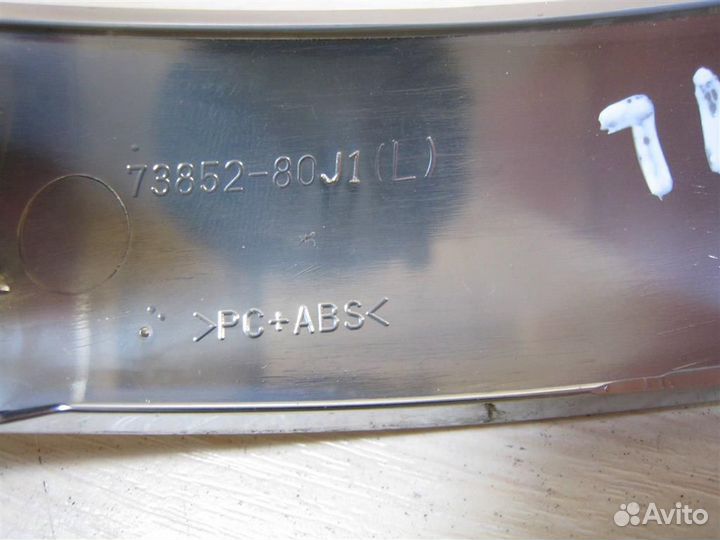 73852-80J1(L)
>PC+ABS<
Avito